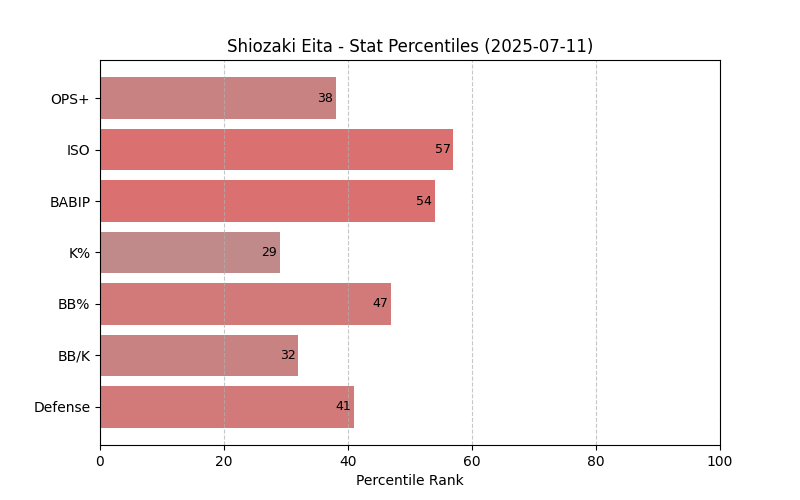 Shiozaki Eita - Stat Percentiles (2025-07-11)
OPS+
38
ISO
57
BABIP
54
K%
29
BB%
47
BB/K
32
Defense
41
0 20 40 60 80 100
Percentile Rank